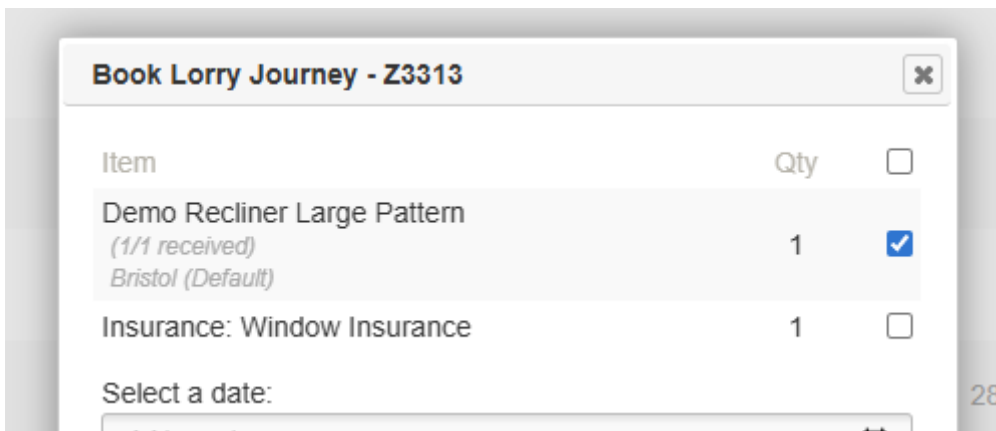 Book Lorry Journey - Z3313
Item Qty
Demo Recliner Large Pattern
(1/1 received)
Bristol (Default)
1
Insurance: Window Insurance 1
Select a date:
28